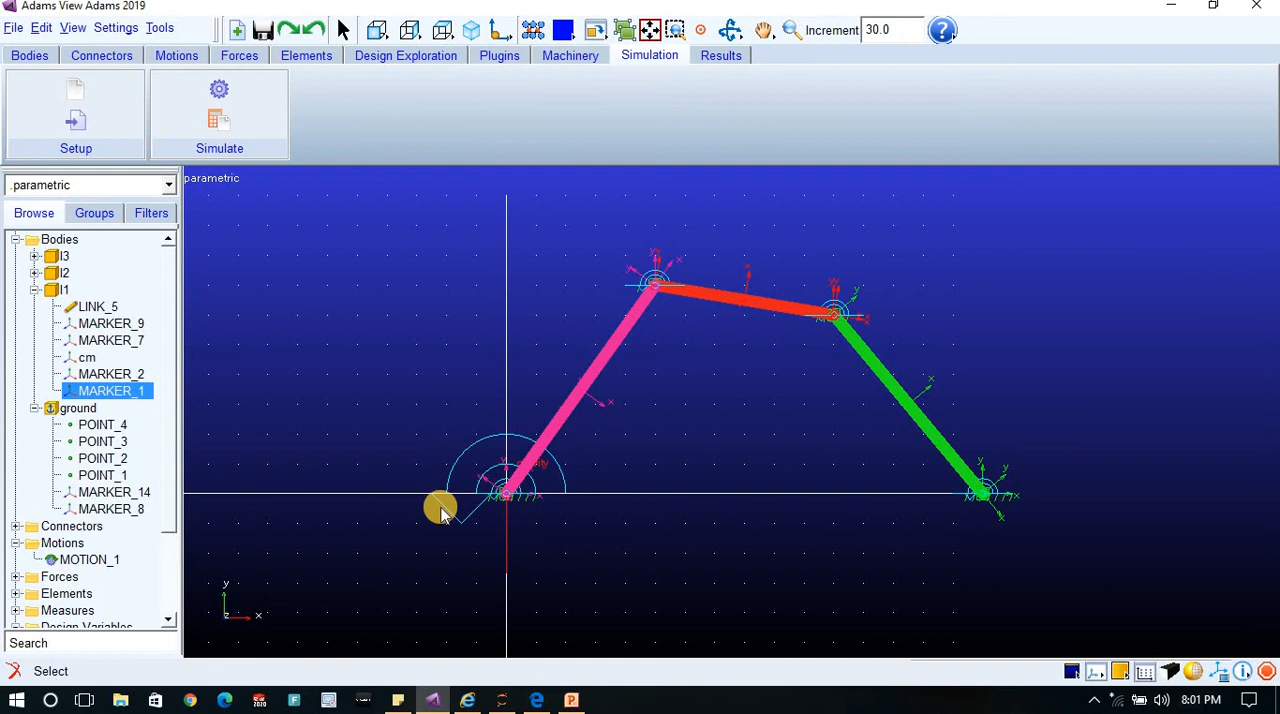 Adams View Adams 2019
File Edit View Settings Tools
Increment 30.0 ?
Bodies Connectors Motions Forces Elements Design Exploration Plugins Machinery Simulation Results
Setup Simulate
.parametric
Browse Groups Filters
Bodies
l3
l2
l1
LINK_5
MARKER_9
MARKER_7
cm
MARKER_2
MARKER_1
ground
POINT_4
POINT_3
POINT_2
POINT_1
MARKER_14
MARKER_8
Connectors
Motions
MOTION_1
Forces
Elements
Measures
Design Variables
Search
parametric
y
x
z
Select
8:01 PM